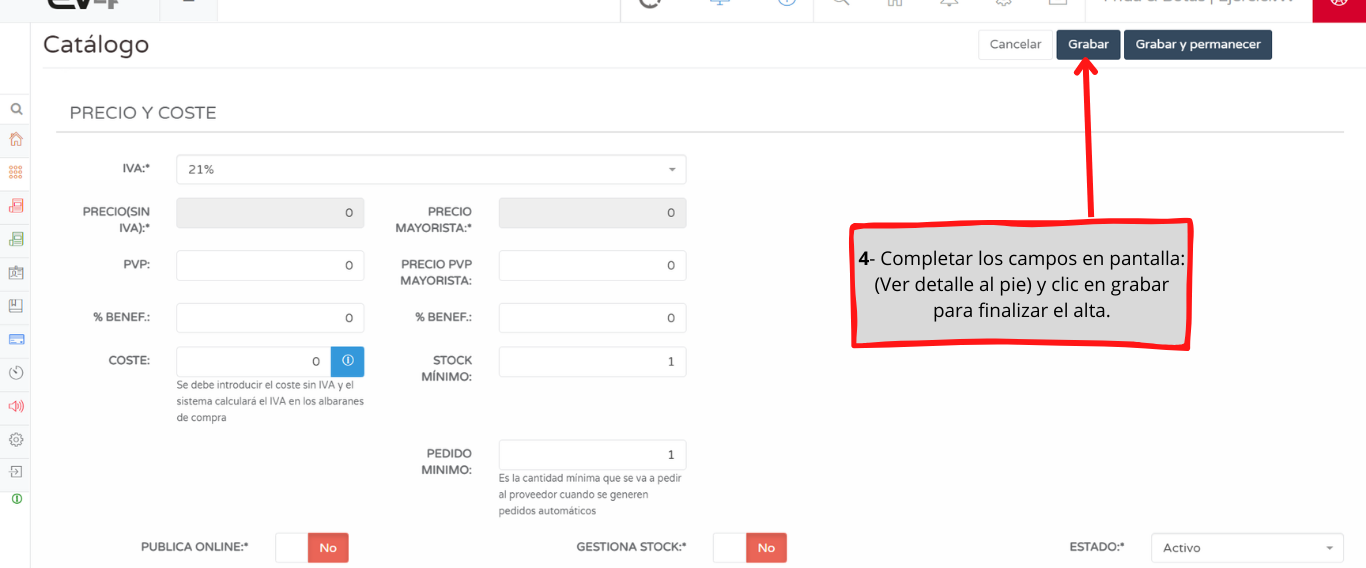 Catálogo
Cancelar
Grabar
Grabar y permanecer
PRECIO Y COSTE
IVA:*
21%
PRECIO(SIN
IVA):*
0
PRECIO
MAYORISTA:*
0
PVP:
0
PRECIO PVP
MAYORISTA:
0
% BENEF.:
0
% BENEF.:
0
COSTE:
0
Se debe introducir el coste sin IVA y el
sistema calculará el IVA en los albaranes
de compra
STOCK
MÍNIMO:
1
4- Completar los campos en pantalla:
(Ver detalle al pie) y clic en grabar
para finalizar el alta.
PEDIDO
MINIMO:
1
Es la cantidad mínima que se va a pedir
al proveedor cuando se generen
pedidos automáticos
PUBLICA ONLINE:*
No
GESTIONA STOCK:*
No
ESTADO:*
Activo